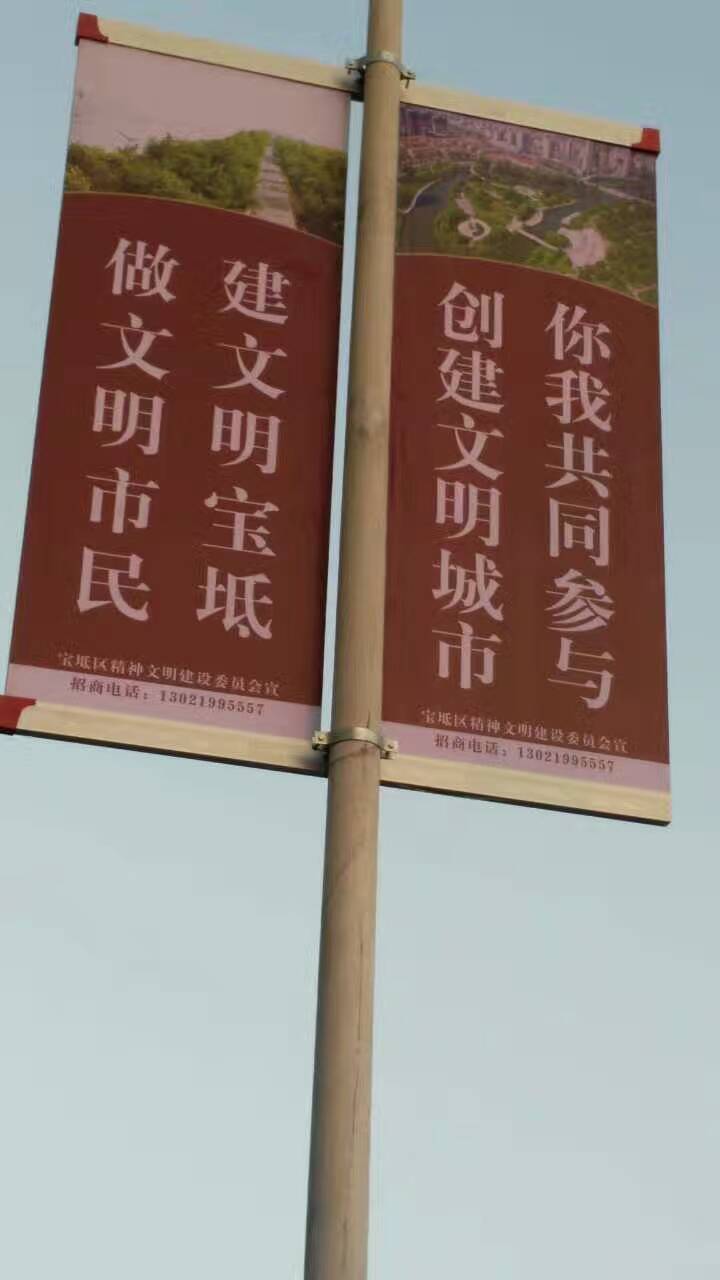 建文明宝坻
做文明市民
宝坻区精神文明建设委员会宣
招商电话：13021995557
你我共同参与
创建文明城市
宝坻区精神文明建设委员会宣
招商电话：13021995557